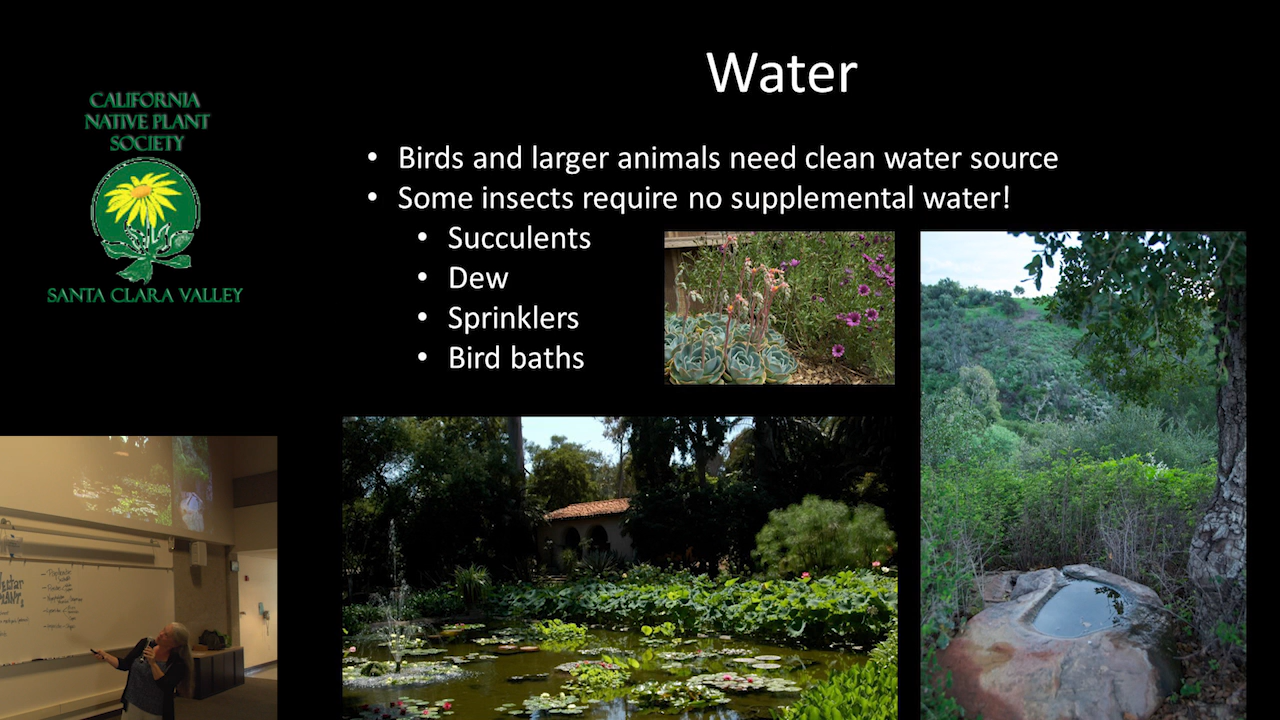 Water
CALIFORNIA
NATIVE PLANT
SOCIETY
SANTA CLARA VALLEY
• Birds and larger animals need clean water source
• Some insects require no supplemental water!
• Succulents
• Dew
• Sprinklers
• Bird baths